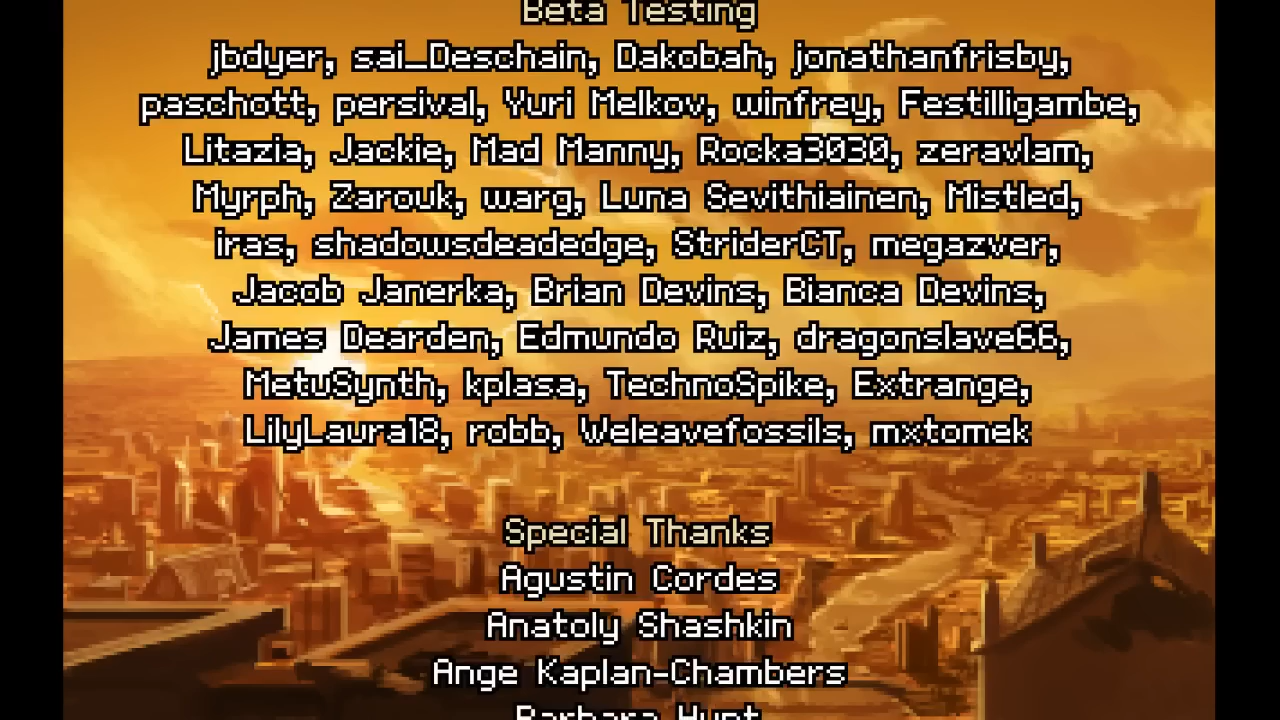 Beta Testing
jbdyer, sai_Deschain, Dakobah, jonathanfrisby,
paschott, persival, Yuri Melkov, winfrey, Festilligambe,
Litazia, Jackie, Mad Manny, Rocka3030, zeravlam,
Myrph, Zarouk, warg, Luna Sevithiainen, Mistled,
iras, shadowsdeadedge, StriderCT, megazver,
Jacob Janerka, Brian Devins, Bianca Devins,
James Dearden, Edmundo Ruiz, dragonslave66,
MetuSynth, kplasa, TechnoSpike, Extrange,
LilyLaura18, robb, Weleavefossils, mxtomek
Special Thanks
Agustin Cordes
Anatoly Shashkin
Ange Kaplan-Chambers
Barbara Hunt